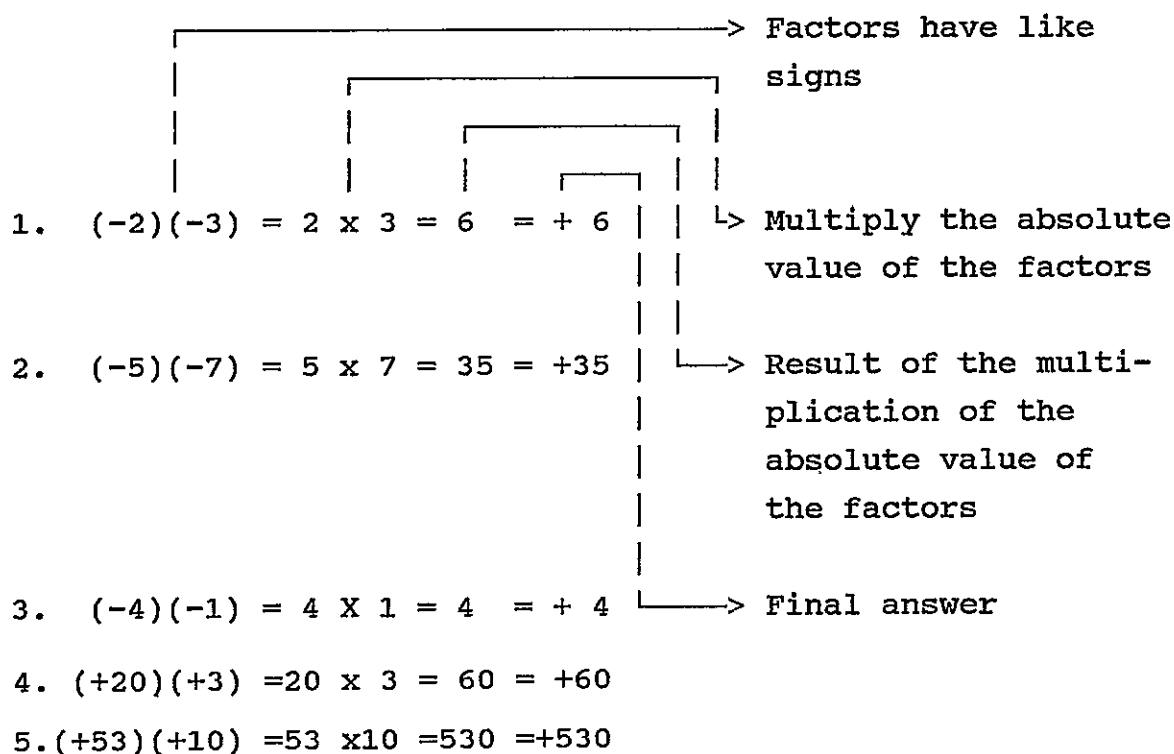 Factors have like
signs
1. (-2)(-3) = 2 x 3 = 6 = + 6
Multiply the absolute
value of the factors
2. (-5)(-7) = 5 x 7 = 35 = +35
Result of the multi-
plication of the
absolute value of
the factors
3. (-4)(-1) = 4 X 1 = 4 = + 4
Final answer
4. (+20)(+3) =20 x 3 = 60 = +60
5.(+53)(+10) =53 x10 =530 =+530